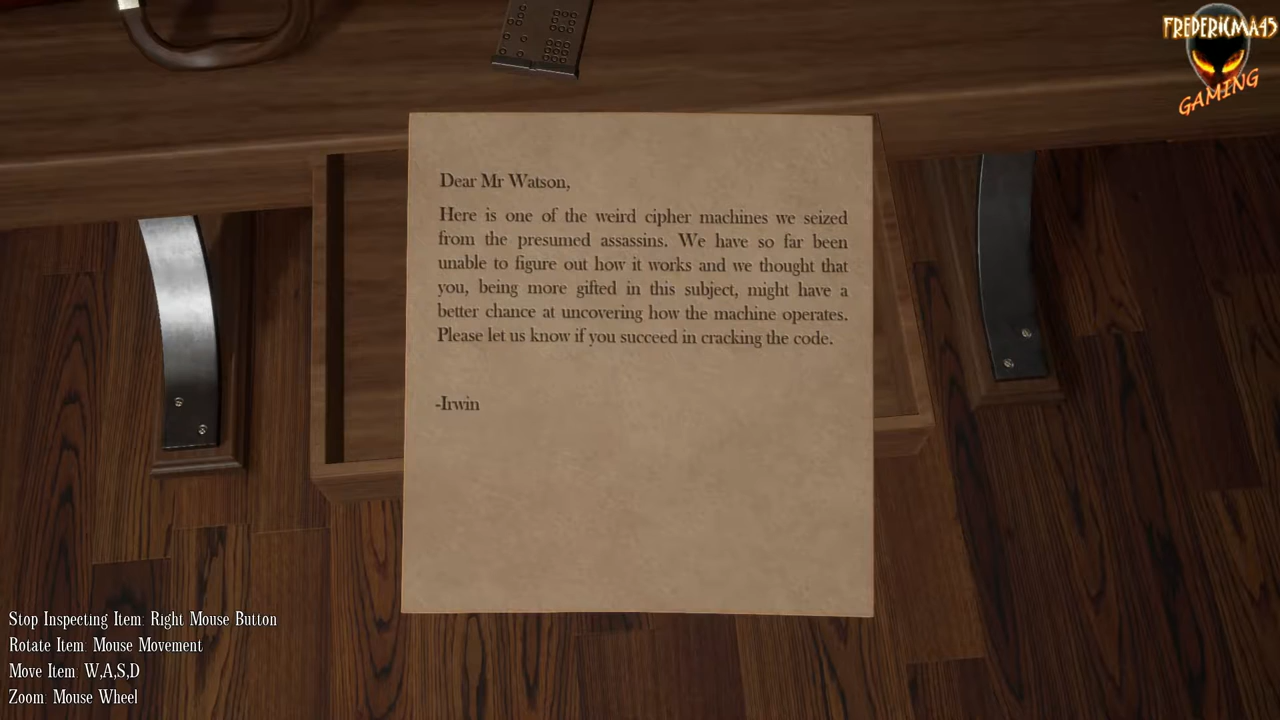 FREDERICMA45
GAMING
Dear Mr Watson,
Here is one of the weird cipher machines we seized
from the presumed assassins. We have so far been
unable to figure out how it works and we thought that
you, being more gifted in this subject, might have a
better chance at uncovering how the machine operates.
Please let us know if you succeed in cracking the code.
-Irwin
Stop Inspecting Item: Right Mouse Button
Rotate Item: Mouse Movement
Move Item: W,A,S,D
Zoom: Mouse Wheel